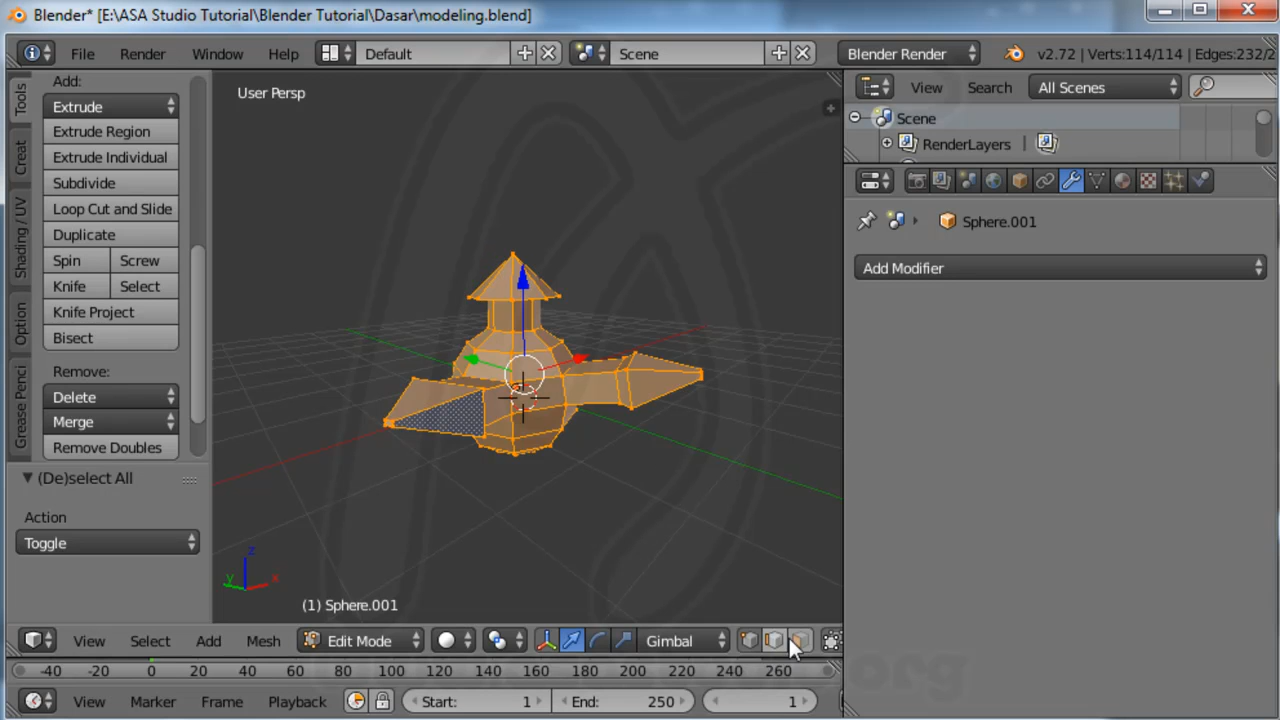 Blender* [E:\ASA Studio Tutorial\Blender Tutorial\Dasar\modeling.blend]
File Render Window Help Default Scene Blender Render v2.72 | Verts:114/114 | Edges:232/2
Add:
Extrude
Extrude Region
Extrude Individual
Subdivide
Loop Cut and Slide
Duplicate
Spin Screw
Knife Select
Knife Project
Bisect
Remove:
Delete
Merge
Remove Doubles
Tools
Creat
Shading / UV
Option
Grease Penci
(De)select All
Action
Toggle
User Persp
z
y x
(1) Sphere.001
View Search All Scenes
Scene
RenderLayers |
Sphere.001
Add Modifier
View Select Add Mesh Edit Mode Gimbal
-40 -20 0 20 40 60 80 100 120 140 160 180 200 220 240 260
View Marker Frame Playback Start: 1 End: 250 1
.org